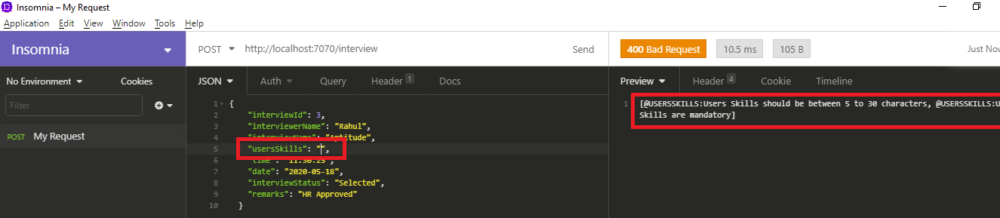 Insomnia – My Request
Application Edit View Window Tools Help
Insomnia POST http://localhost:7070/interview Send 400 Bad Request 10.5 ms 105 B Just Now
No Environment Cookies JSON Auth Query Header 1 Docs Preview Header 4 Cookie Timeline
Filter
POST My Request
1 {
2 "interviewId": 3,
3 "interviewerName": "Rahul",
4 "interviewName": "Aptitude",
5 "usersSkills": "",
6 "time": "11:30:25",
7 "date": "2020-05-18",
8 "interviewStatus": "Selected",
9 "remarks": "HR Approved"
10 }
1 [@USERSSKILLS:Users Skills should be between 5 to 30 characters, @USERSSKILLS:U
Skills are mandatory]